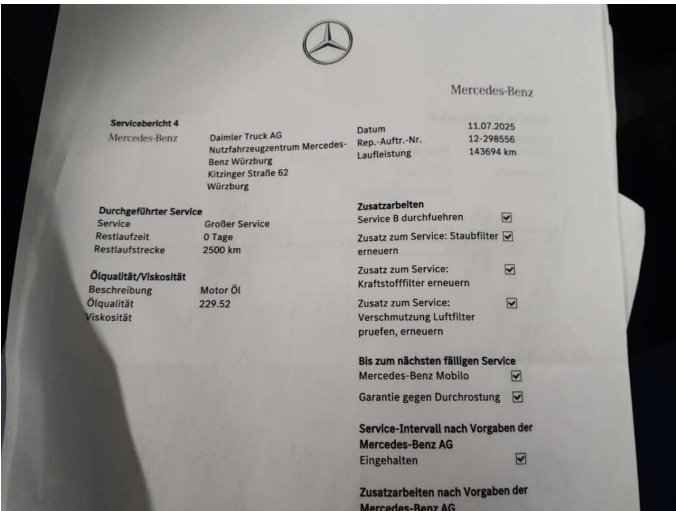 Mercedes-Benz
Servicebericht 4
Mercedes-Benz
Daimler Truck AG
Nutzfahrzeugzentrum Mercedes-
Benz Würzburg
Kitzinger Straße 62
Würzburg
Datum 11.07.2025
Rep.-Auftr.-Nr. 12-298556
Laufleistung 143694 km
Durchgeführter Service
Service Großer Service
Restlaufzeit 0 Tage
Restlaufstrecke 2500 km
Ölqualität/Viskosität
Beschreibung Motor Öl
Ölqualität 229.52
Viskosität
Zusatzarbeiten
Service B durchfuehren
Zusatz zum Service: Staubfilter
erneuern
Zusatz zum Service:
Kraftstofffilter erneuern
Zusatz zum Service:
Verschmutzung Luftfilter
pruefen, erneuern
Bis zum nächsten fälligen Service
Mercedes-Benz Mobilo
Garantie gegen Durchrostung
Service-Intervall nach Vorgaben der
Mercedes-Benz AG
Eingehalten
Zusatzarbeiten nach Vorgaben der
Mercedes-Benz AG